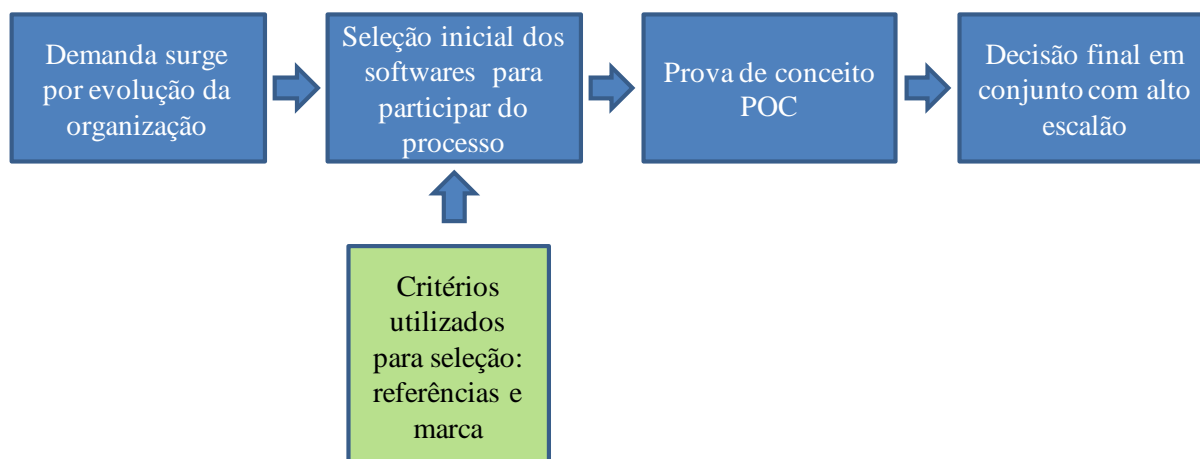 Demanda surge
por evolução da
organização
Seleção inicial dos
softwares para
participar do
processo
Prova de conceito
POC
Decisão final em
conjunto com alto
escalão
Critérios
utilizados
para seleção:
referências e
marca